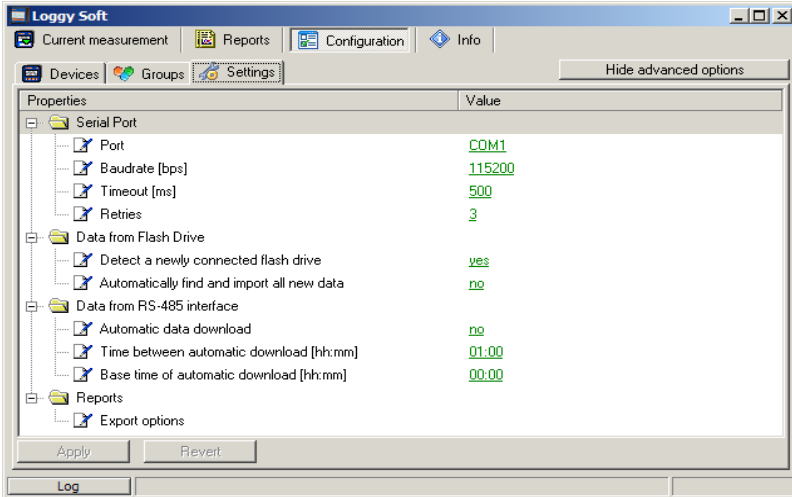 Loggy Soft
Current measurement Reports Configuration Info
Devices Groups Settings Hide advanced options
Properties Value
Serial Port
Port COM1
Baudrate [bps] 115200
Timeout [ms] 500
Retries 3
Data from Flash Drive
Detect a newly connected flash drive yes
Automatically find and import all new data no
Data from RS-485 interface
Automatic data download no
Time between automatic download [hh:mm] 01:00
Base time of automatic download [hh:mm] 00:00
Reports
Export options
Apply Revert
Log